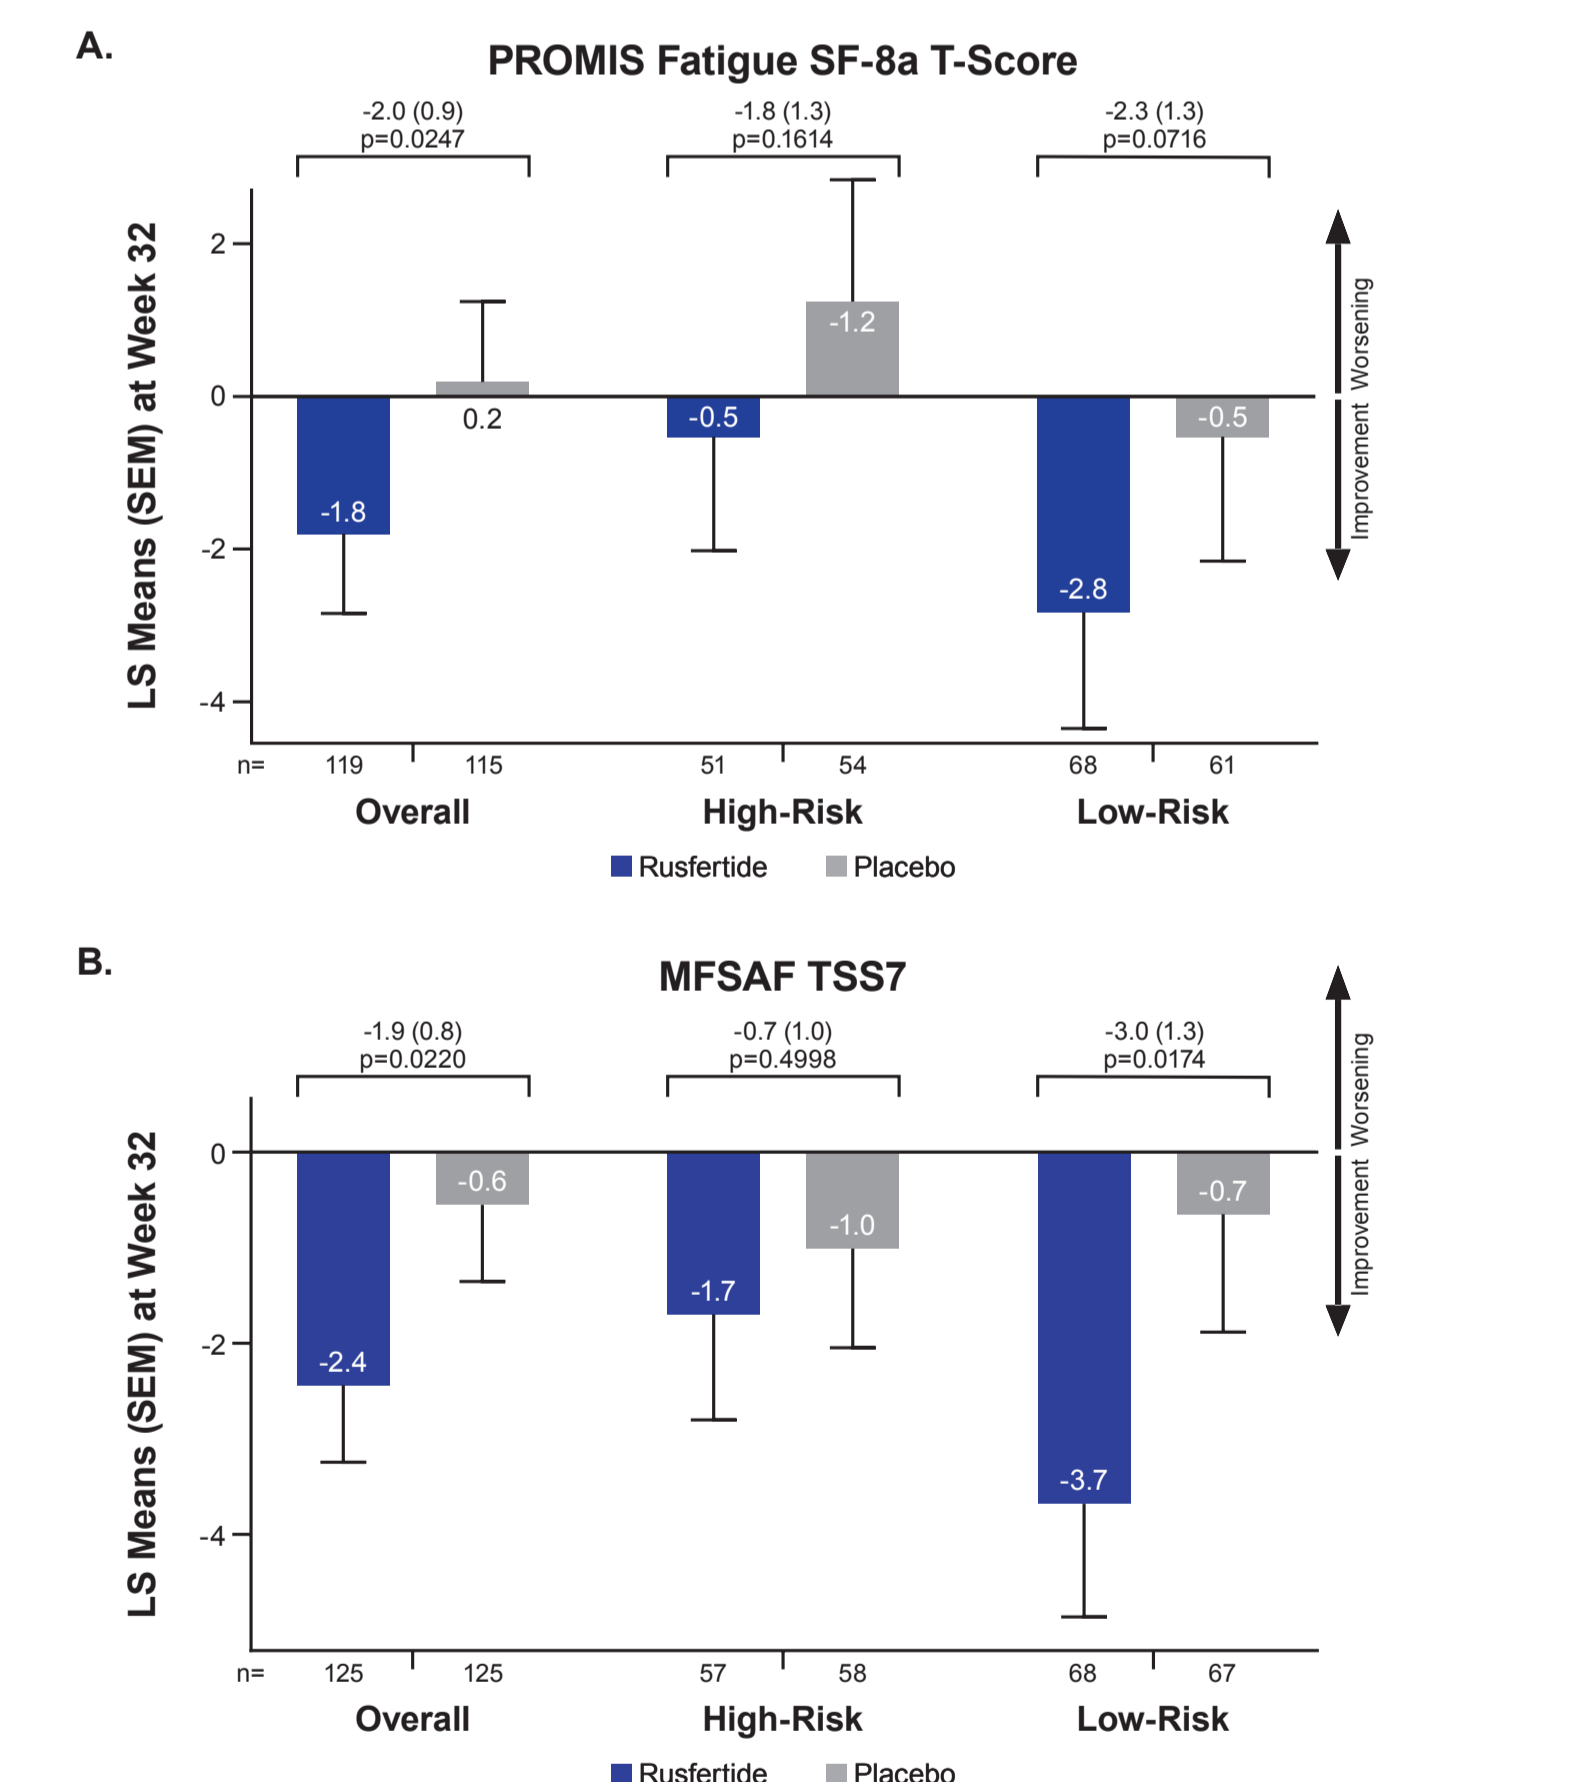 A.
PROMIS Fatigue SF-8a T-Score
-2.0 (0.9)
p=0.0247
-1.8 (1.3)
p=0.1614
-2.3 (1.3)
p=0.0716
LS Means (SEM) at Week 32
2
0
-2
-4
-1.8
0.2
-0.5
-1.2
-2.8
-0.5
Worsening
Improvement
n= 119 115 51 54 68 61
Overall High-Risk Low-Risk
Rusfertide Placebo
B.
MFSAF TSS7
-1.9 (0.8)
p=0.0220
-0.7 (1.0)
p=0.4998
-3.0 (1.3)
p=0.0174
LS Means (SEM) at Week 32
0
-2
-4
-2.4
-0.6
-1.7
-1.0
-3.7
-0.7
Worsening
Improvement
n= 125 125 57 58 68 67
Overall High-Risk Low-Risk
Rusfertide Placebo